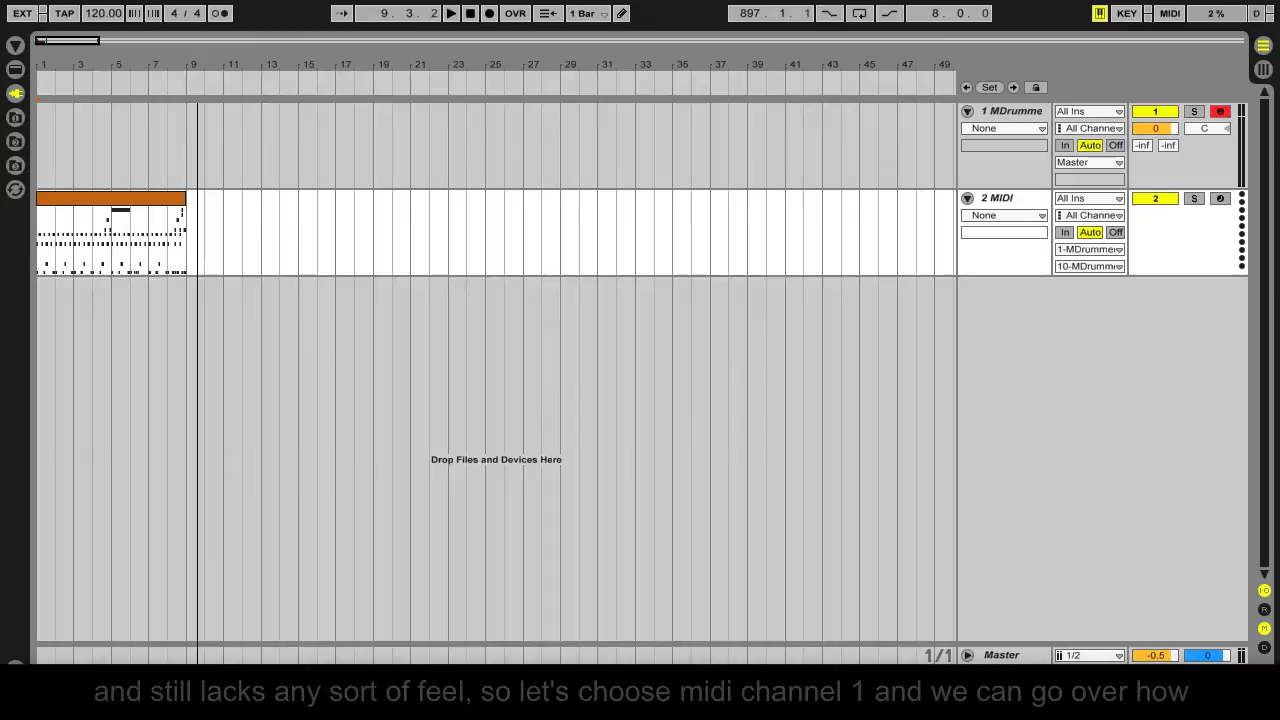 EXT TAP 120.00 4 / 4 9. 3. 2 OVR 1 Bar 897. 1. 1 8. 0. 0 KEY MIDI 2 % D
1 3 5 7 9 11 13 15 17 19 21 23 25 27 29 31 33 35 37 39 41 43 45 47 49
Set
1 MDrumme All Ins 1 S
None All Channe 0 C
In Auto Off -inf -inf
Master
2 MIDI All Ins 2 S
None All Channe
In Auto Off
1-MDrummer
10-MDrumm
Drop Files and Devices Here
I-O
R
M
D
1/1 Master 1/2 -0.5 0
and still lacks any sort of feel, so let's choose midi channel 1 and we can go over how